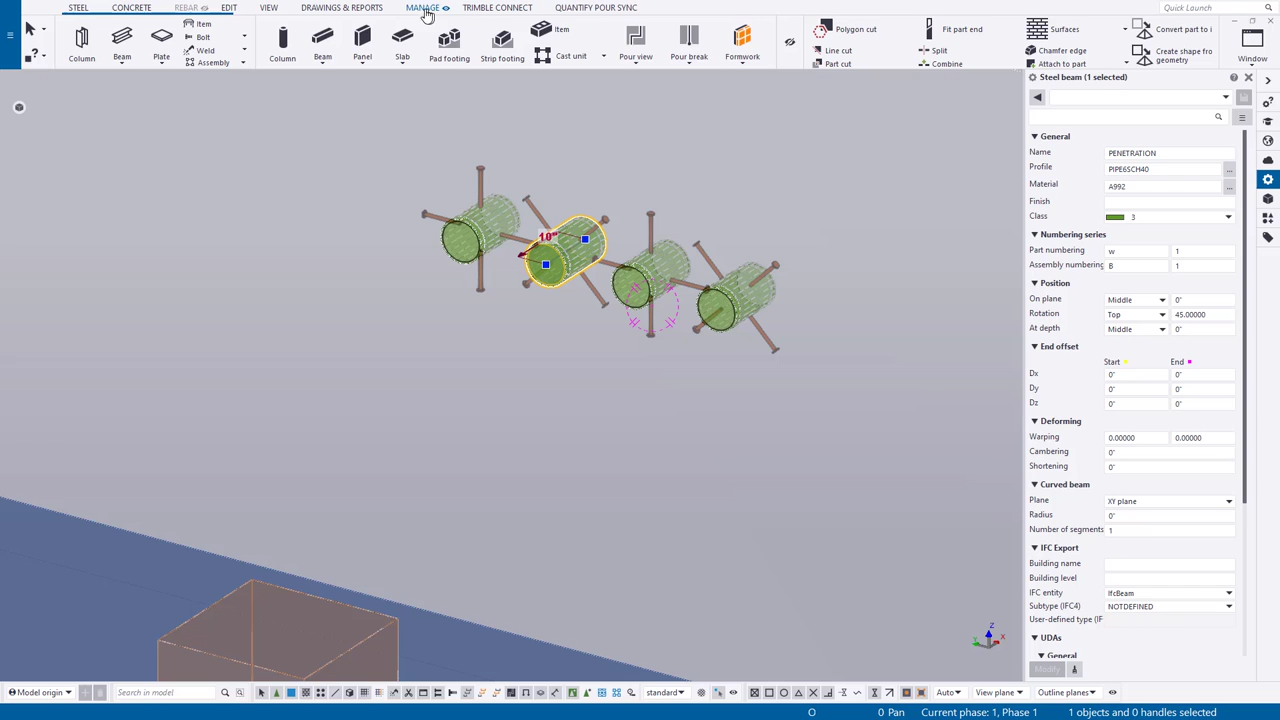 STEEL CONCRETE REBAR EDIT VIEW DRAWINGS & REPORTS MANAGE TRIMBLE CONNECT QUANTIFY POUR SYNC Quick Launch
Column Beam Plate Item Bolt Weld Assembly
Column Beam Panel Slab Pad footing Strip footing Item Cast unit Pour view Pour break Formwork
Polygon cut Line cut Part cut Fit part end Split Combine Surfaces Chamfer edge Attach to part Convert part to i Create shape from geometry Window
Steel beam (1 selected)
General
Name PENETRATION
Profile PIPE6SCH40 ...
Material A992 ...
Finish
Class 3
Numbering series
Part numbering w 1
Assembly numbering B 1
Position
On plane Middle 0"
Rotation Top 45.00000
At depth Middle 0"
End offset
Start End
Dx 0" 0"
Dy 0" 0"
Dz 0" 0"
Deforming
Warping 0.00000 0.00000
Cambering 0"
Shortening 0"
Curved beam
Plane XY plane
Radius 0"
Number of segments 1
IFC Export
Building name
Building level
IFC entity IfcBeam
Subtype (IFC4) NOTDEFINED
User-defined type (IF
UDAs
General
Modify
10"
Z
X
Y
Model origin Search in model standard Auto View plane Outline planes
O 0 Pan Current phase: 1, Phase 1 1 objects and 0 handles selected